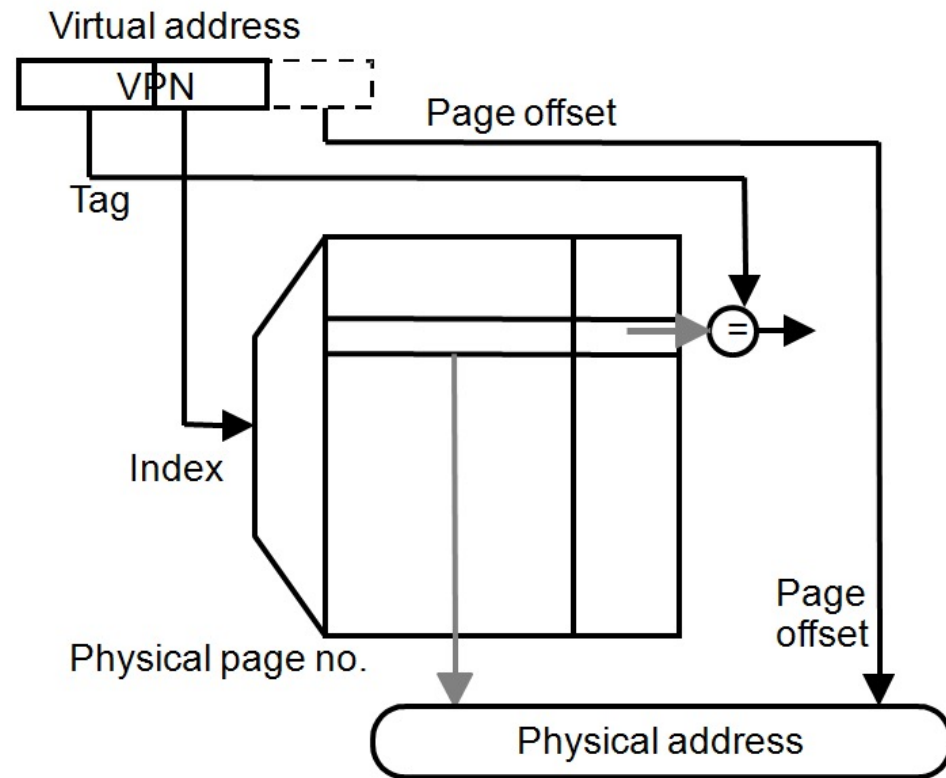 Virtual address
VPN
Page offset
Tag
=
Index
Page
offset
Physical page no.
Physical address